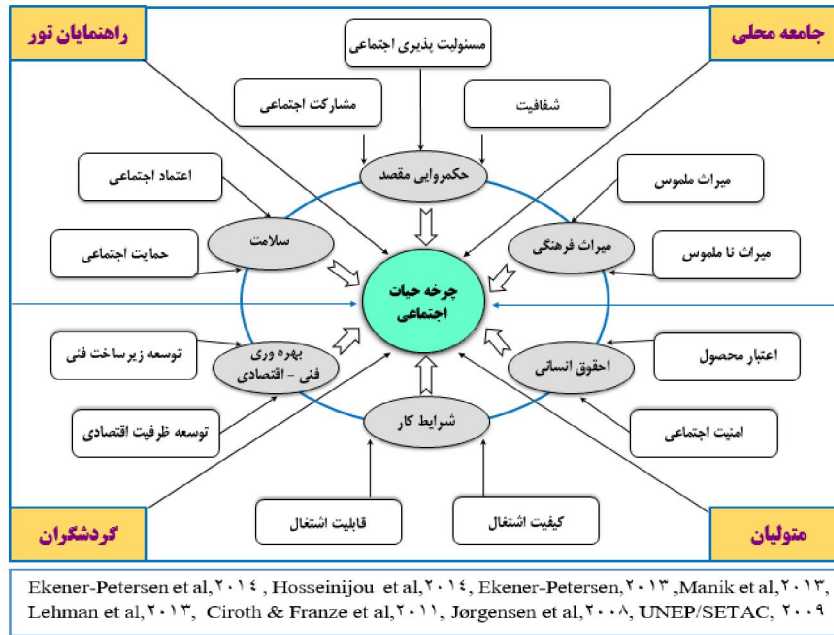 جامعه محلی
راهنمایان تور
مسئولیت پذیری اجتماعی
شفافیت
مشارکت اجتماعی
حکمروایی مقصد
میراث ملموس
اعتماد اجتماعی
میراث فرهنگی
سلامت
میراث نا ملموس
حمایت اجتماعی
چرخه حیات
اجتماعی
اعتبار محصول
احقوق انسانی
بهره وری
فنی - اقتصادی
توسعه زیرساخت فنی
امنیت اجتماعی
شرایط کار
توسعه ظرفیت اقتصادی
کیفیت اشتغال
قابلیت اشتغال
متولیان
گردشگران
Ekener-Petersen et al,۲۰۱٤ , Hosseinijou et al,۲۰۱٤, Ekener-Petersen,۲۰۱۳ ,Manik et al,۲۰۱۳,
Lehman et al,۲۰۱۳, Ciroth & Franze et al,۲۰۱۱, Jørgensen et al,۲۰۰۸, UNEP/SETAC, ۲۰۰۹